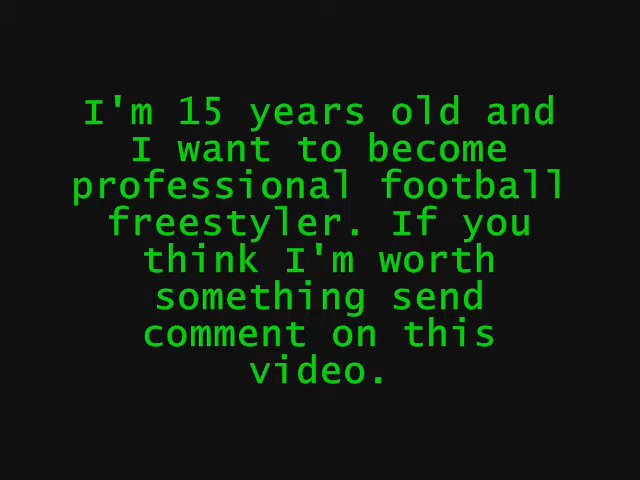 I'm 15 years old and
I want to become
professional football
freestyler. If you
think I'm worth
something send
comment on this
video.